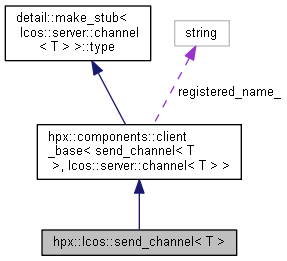 detail::make_stub<
lcos::server::channel
< T > >::type
string
registered_name_
hpx::components::client
_base< send_channel< T
>, lcos::server::channel< T > >
hpx::lcos::send_channel< T >